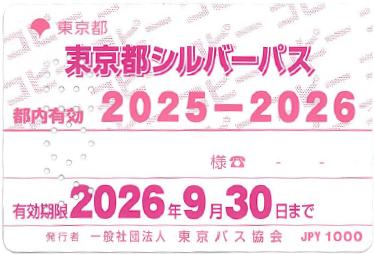 東京都
東京都シルバーパス
都内有効 2025－2026
様☎ - -
有効期限2026年9月30日まで
発行者 一般社団法人 東京バス協会 JPY 1000